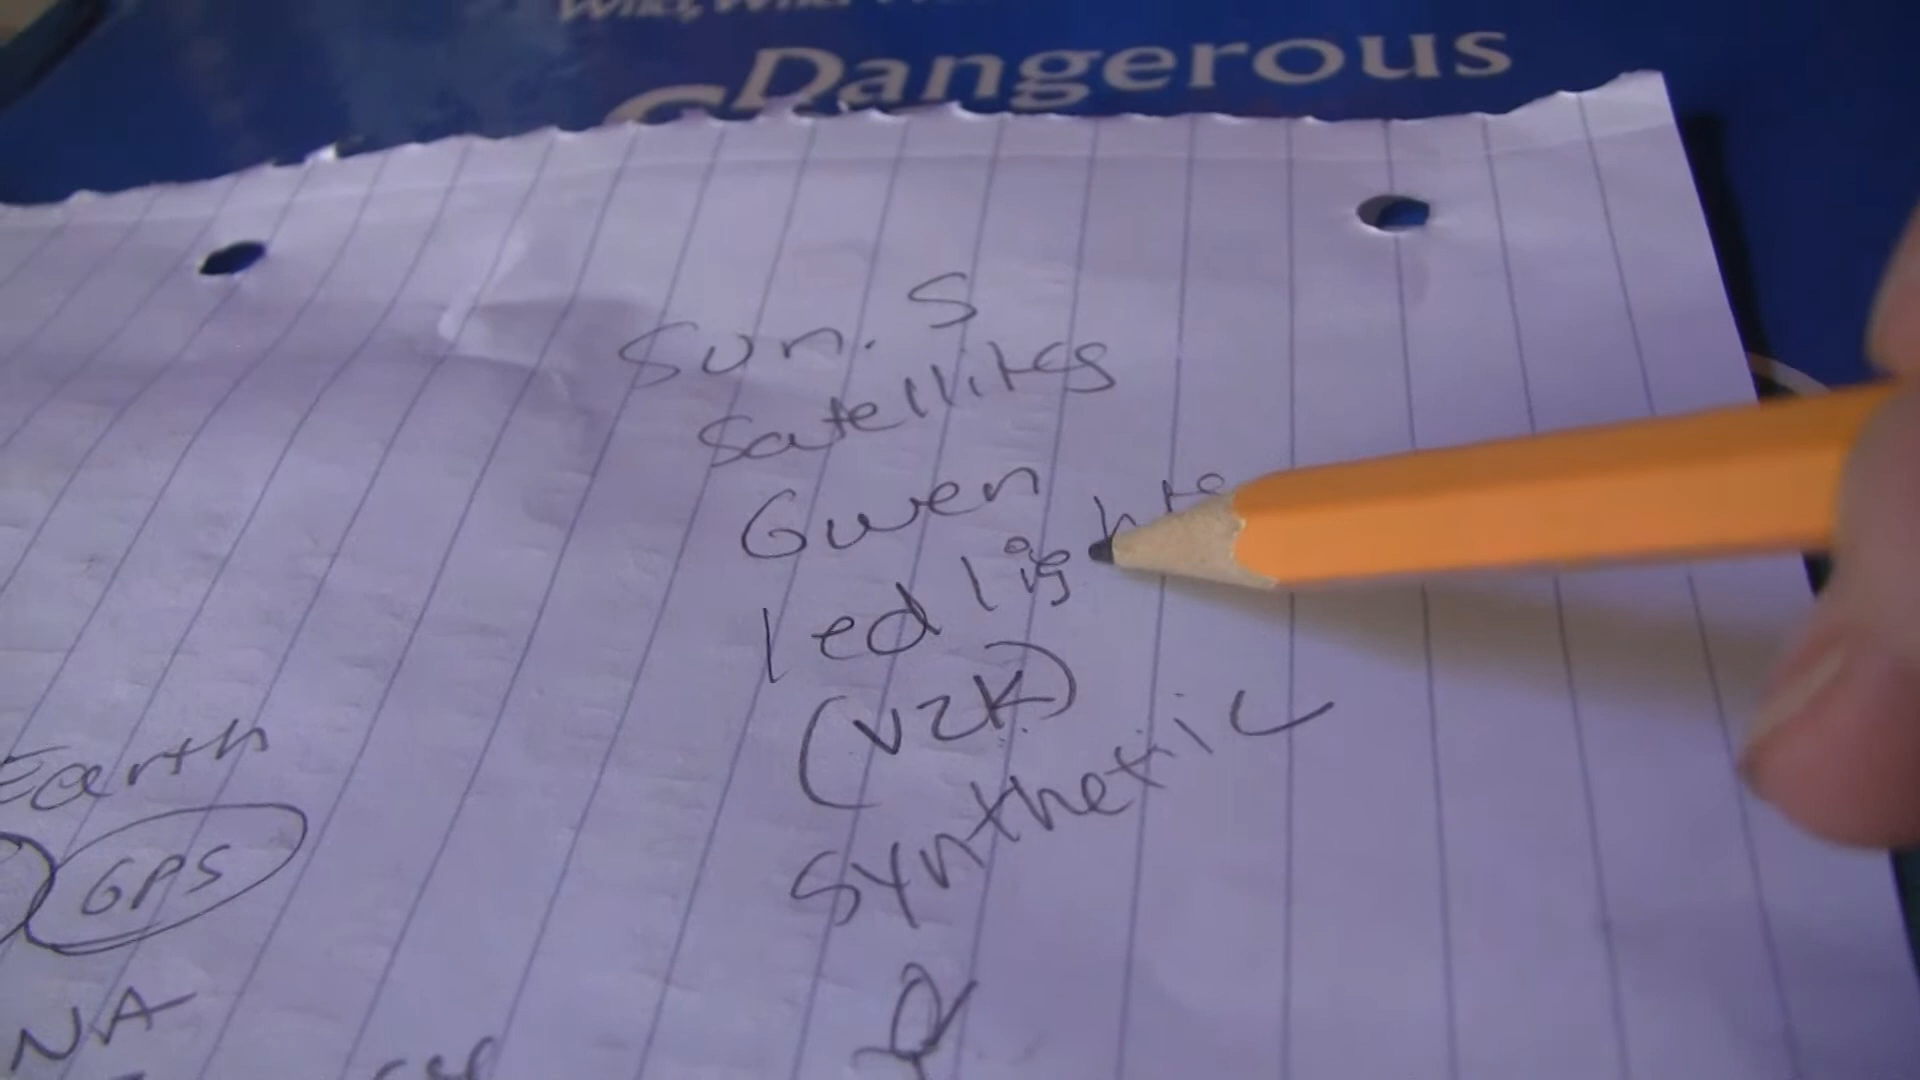 Dangerous
Sun. S
Satellites
Gwen
led lights
(V2K)
Synthetic
Earth
GPS
NA